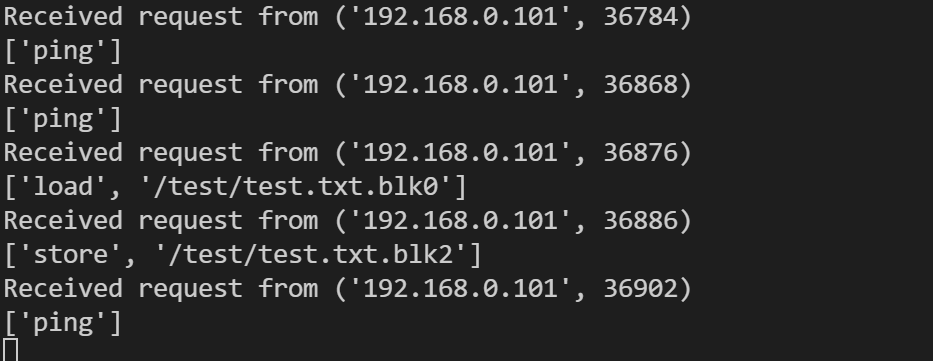 Received request from ('192.168.0.101', 36784)
['ping']
Received request from ('192.168.0.101', 36868)
['ping']
Received request from ('192.168.0.101', 36876)
['load', '/test/test.txt.blk0']
Received request from ('192.168.0.101', 36886)
['store', '/test/test.txt.blk2']
Received request from ('192.168.0.101', 36902)
['ping']